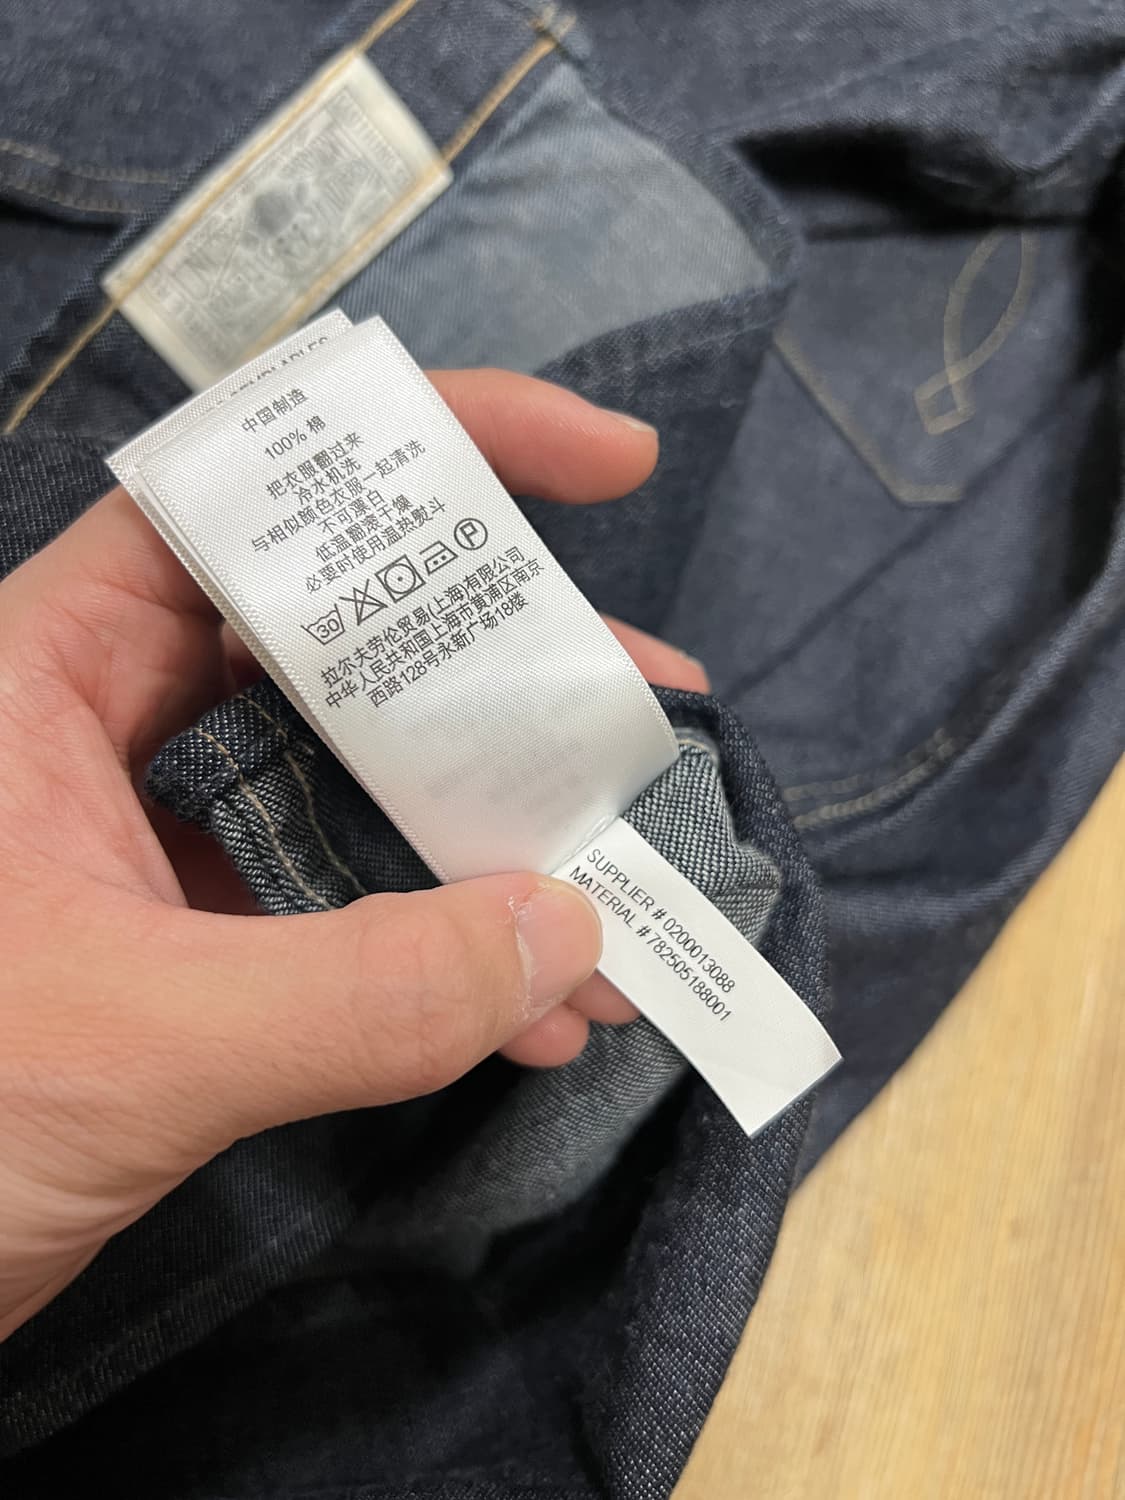 中国制造
100% 棉
把衣服翻过来
冷水机洗
与相似颜色衣服一起清洗
不可漂白
低温翻滚干燥
必要时使用温热熨斗
30 P
拉尔夫劳伦贸易(上海)有限公司
中华人民共和国上海市黄浦区南京
西路128号永新广场18楼
SUPPLIER # 0200013088
MATERIAL # 782505188001